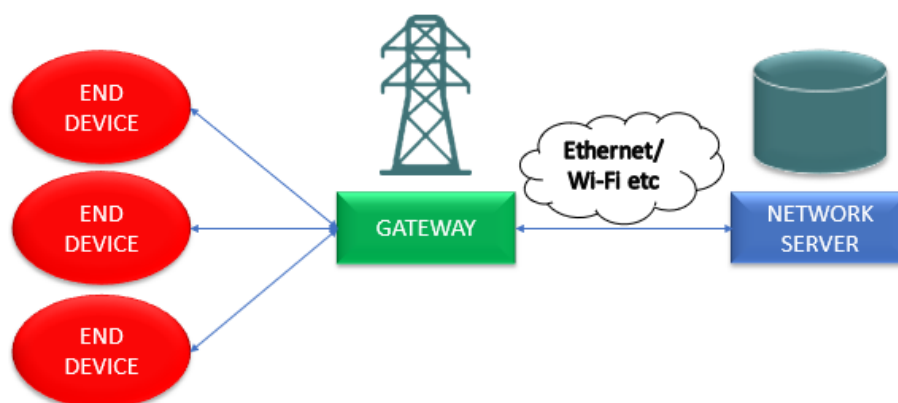 END
DEVICE
END
DEVICE
END
DEVICE
GATEWAY
Ethernet/
Wi-Fi etc
NETWORK
SERVER